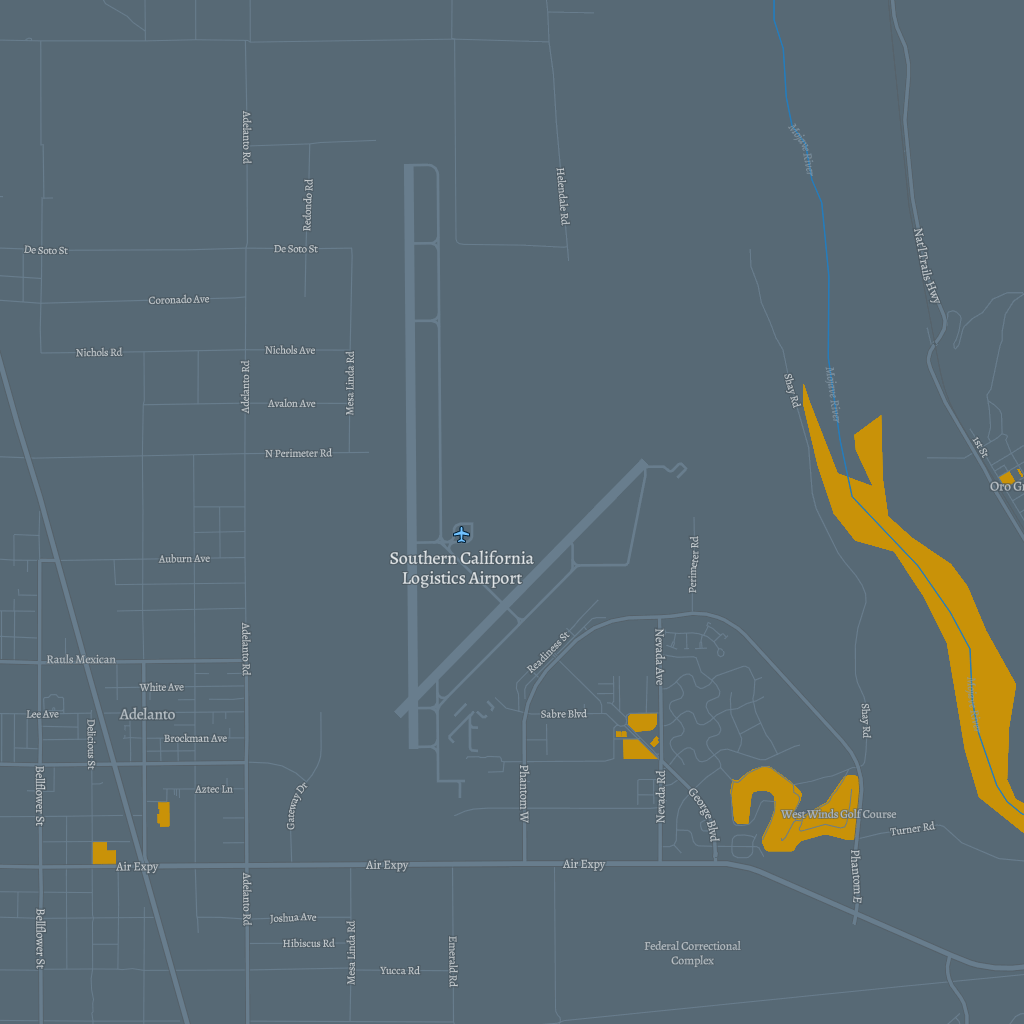 Adelanto Rd
Mojave River
Helendale Rd
Redondo Rd
De Soto St
De Soto St
Nat'l Trails Hwy
Coronado Ave
Nichols Rd
Nichols Ave
Adelanto Rd
Mesa Linda Rd
Mojave River
Shay Rd
Avalon Ave
1st St
N Perimeter Rd
Auburn Ave
Southern California
Logistics Airport
Perimeter Rd
Adelanto Rd
Readiness St
Nevada Ave
Rauls Mexican
White Ave
Lee Ave
Adelanto
Sabre Blvd
Shay Rd
Delicious St
Brockman Ave
Bellflower St
Aztec Ln
Gateway Dr
Phantom W
Nevada Rd
George Blvd
West Winds Golf Course
Turner Rd
Air Expy
Air Expy
Air Expy
Phantom E
Adelanto Rd
Joshua Ave
Bellflower St
Hibiscus Rd
Mesa Linda Rd
Emerald Rd
Yucca Rd
Federal Correctional
Complex